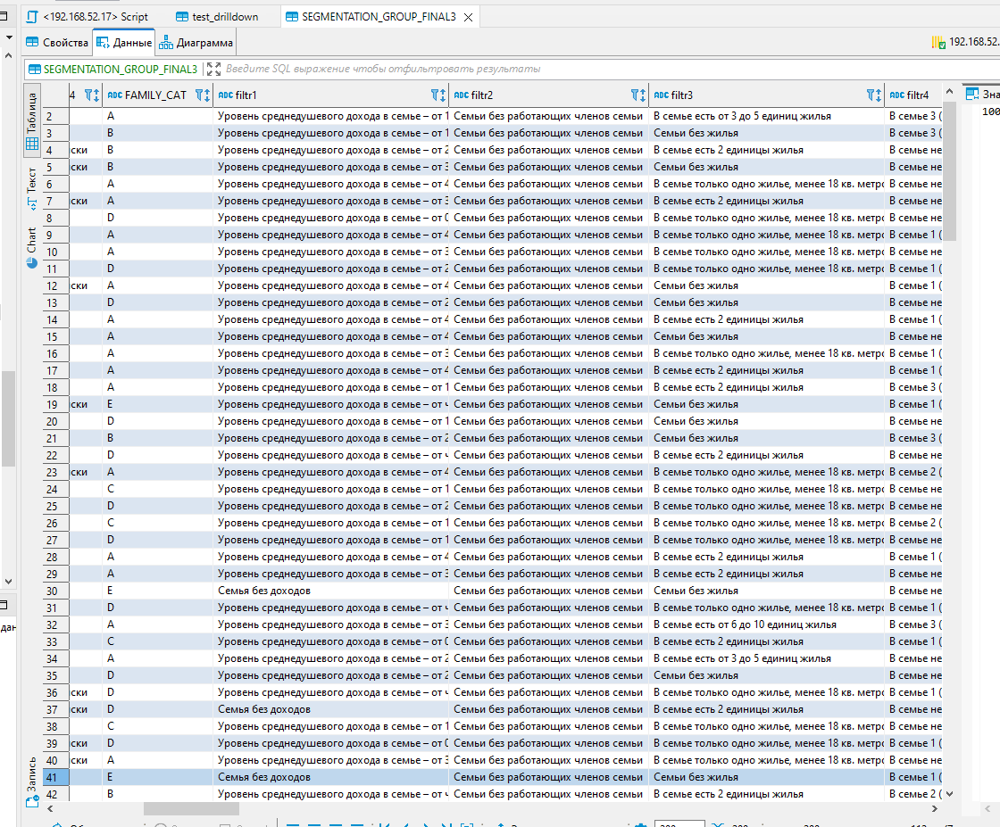 <192.168.52.17> Script test_drilldown SEGMENTATION_GROUP_FINAL3
Свойства Данные Диаграмма 192.168.52.
SEGMENTATION_GROUP_FINAL3 Введите SQL выражение чтобы отфильтровать результаты
4 ABC FAMILY_CAT ABC filtr1 ABC filtr2 ABC filtr3 ABC filtr4
2 A Уровень среднедушевого дохода в семье – от 1 Семьи без работающих членов семьи В семье есть от 3 до 5 единиц жилья В семье 3 (
3 B Уровень среднедушевого дохода в семье – от 1 Семьи без работающих членов семьи Семьи без жилья В семье 3 (
4 ски B Уровень среднедушевого дохода в семье – от 2 Семьи без работающих членов семьи В семье есть 2 единицы жилья В семье не
5 ски B Уровень среднедушевого дохода в семье – от 3 Семьи без работающих членов семьи Семьи без жилья В семье не
6 A Уровень среднедушевого дохода в семье – от 4 Семьи без работающих членов семьи В семье только одно жилье, менее 18 кв. метро В семье не
7 ски A Уровень среднедушевого дохода в семье – от 3 Семьи без работающих членов семьи В семье есть 2 единицы жилья В семье не
8 D Уровень среднедушевого дохода в семье – от 0 Семьи без работающих членов семьи В семье только одно жилье, менее 18 кв. метро В семье не
9 A Уровень среднедушевого дохода в семье – от 4 Семьи без работающих членов семьи В семье только одно жилье, менее 18 кв. метро В семье 1 (
10 A Уровень среднедушевого дохода в семье – от 3 Семьи без работающих членов семьи В семье только одно жилье, менее 18 кв. метро В семье не
11 D Уровень среднедушевого дохода в семье – от 2 Семьи без работающих членов семьи В семье только одно жилье, менее 18 кв. метро В семье 1 (
12 ски A Уровень среднедушевого дохода в семье – от 4 Семьи без работающих членов семьи Семьи без жилья В семье 1 (
13 D Уровень среднедушевого дохода в семье – от 2 Семьи без работающих членов семьи Семьи без жилья В семье не
14 A Уровень среднедушевого дохода в семье – от 4 Семьи без работающих членов семьи В семье есть 2 единицы жилья В семье 1 (
15 A Уровень среднедушевого дохода в семье – от 4 Семьи без работающих членов семьи Семьи без жилья В семье 1 (
16 A Уровень среднедушевого дохода в семье – от 3 Семьи без работающих членов семьи В семье только одно жилье, менее 18 кв. метро В семье 1 (
17 A Уровень среднедушевого дохода в семье – от 4 Семьи без работающих членов семьи В семье есть 2 единицы жилья В семье 1 (
18 A Уровень среднедушевого дохода в семье – от 1 Семьи без работающих членов семьи В семье есть 2 единицы жилья В семье 3 (
19 ски E Уровень среднедушевого дохода в семье – от ч Семьи без работающих членов семьи Семьи без жилья В семье 1 (
20 D Уровень среднедушевого дохода в семье – от 1 Семьи без работающих членов семьи Семьи без жилья В семье не
21 B Уровень среднедушевого дохода в семье – от 2 Семьи без работающих членов семьи Семьи без жилья В семье 3 (
22 D Уровень среднедушевого дохода в семье – от ч Семьи без работающих членов семьи В семье есть 2 единицы жилья В семье не
23 ски A Уровень среднедушевого дохода в семье – от 4 Семьи без работающих членов семьи В семье только одно жилье, менее 18 кв. метро В семье 2 (
24 C Уровень среднедушевого дохода в семье – от 1 Семьи без работающих членов семьи В семье только одно жилье, менее 18 кв. метро В семье не
25 D Уровень среднедушевого дохода в семье – от 2 Семьи без работающих членов семьи В семье только одно жилье, менее 18 кв. метро В семье не
26 C Уровень среднедушевого дохода в семье – от 1 Семьи без работающих членов семьи В семье только одно жилье, менее 18 кв. метро В семье 2 (
27 D Уровень среднедушевого дохода в семье – от 1 Семьи без работающих членов семьи В семье только одно жилье, менее 18 кв. метро В семье не
28 A Уровень среднедушевого дохода в семье – от 4 Семьи без работающих членов семьи В семье есть 2 единицы жилья В семье 1 (
29 A Уровень среднедушевого дохода в семье – от 3 Семьи без работающих членов семьи В семье есть 2 единицы жилья В семье не
30 E Семья без доходов Семьи без работающих членов семьи Семьи без жилья В семье не
31 D Уровень среднедушевого дохода в семье – от ч Семьи без работающих членов семьи В семье только одно жилье, менее 18 кв. метро В семье 1 (
32 A Уровень среднедушевого дохода в семье – от 3 Семьи без работающих членов семьи В семье есть от 6 до 10 единиц жилья В семье 3 (
33 C Уровень среднедушевого дохода в семье – от 0 Семьи без работающих членов семьи В семье есть 2 единицы жилья В семье 1 (
34 A Уровень среднедушевого дохода в семье – от 2 Семьи без работающих членов семьи В семье есть от 3 до 5 единиц жилья В семье не
35 D Уровень среднедушевого дохода в семье – от 2 Семьи без работающих членов семьи Семьи без жилья В семье не
36 ски D Уровень среднедушевого дохода в семье – от ч Семьи без работающих членов семьи В семье только одно жилье, менее 18 кв. метро В семье 1 (
37 ски D Семья без доходов Семьи без работающих членов семьи В семье есть 2 единицы жилья В семье не
38 C Уровень среднедушевого дохода в семье – от 1 Семьи без работающих членов семьи В семье только одно жилье, менее 18 кв. метро В семье не
39 ски D Уровень среднедушевого дохода в семье – от 0 Семьи без работающих членов семьи В семье только одно жилье, менее 18 кв. метро В семье 1 (
40 ски A Уровень среднедушевого дохода в семье – от 3 Семьи без работающих членов семьи В семье только одно жилье, менее 18 кв. метро В семье не
41 E Семья без доходов Семьи без работающих членов семьи Семьи без жилья В семье 1 (
42 B Уровень среднедушевого дохода в семье – от ч Семьи без работающих членов семьи В семье есть 2 единицы жилья В семье 2 (
Таблица
Текст
Chart
Запись
Зна
100
дан